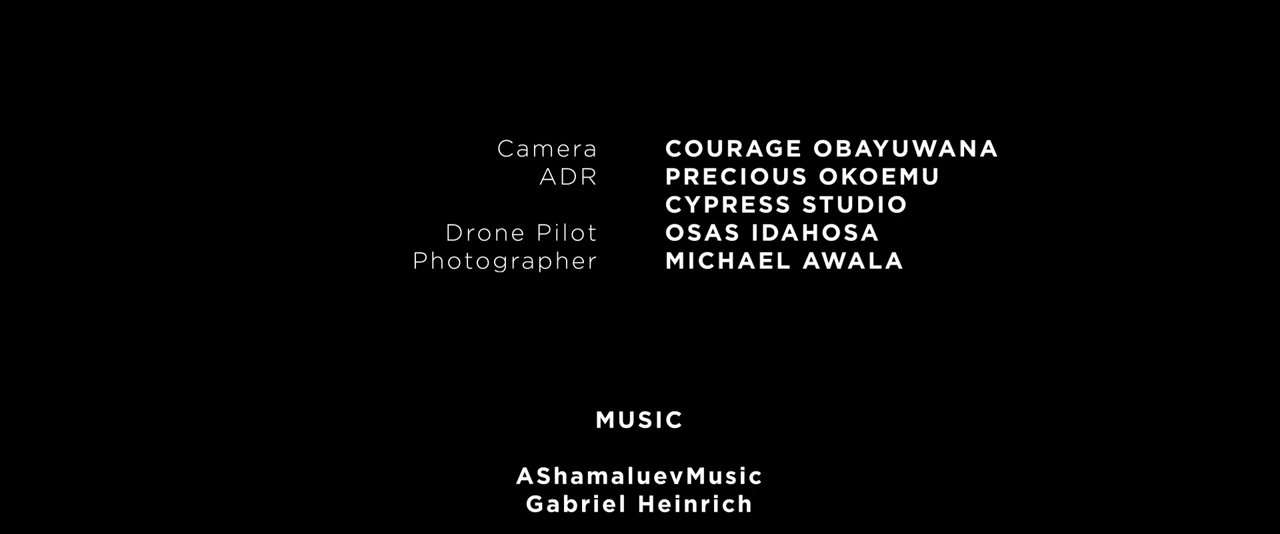 Camera COURAGE OBAYUWANA
ADR PRECIOUS OKOEMU
CYPRESS STUDIO
Drone Pilot OSAS IDAHOSA
Photographer MICHAEL AWALA
MUSIC
AShamaluevMusic
Gabriel Heinrich